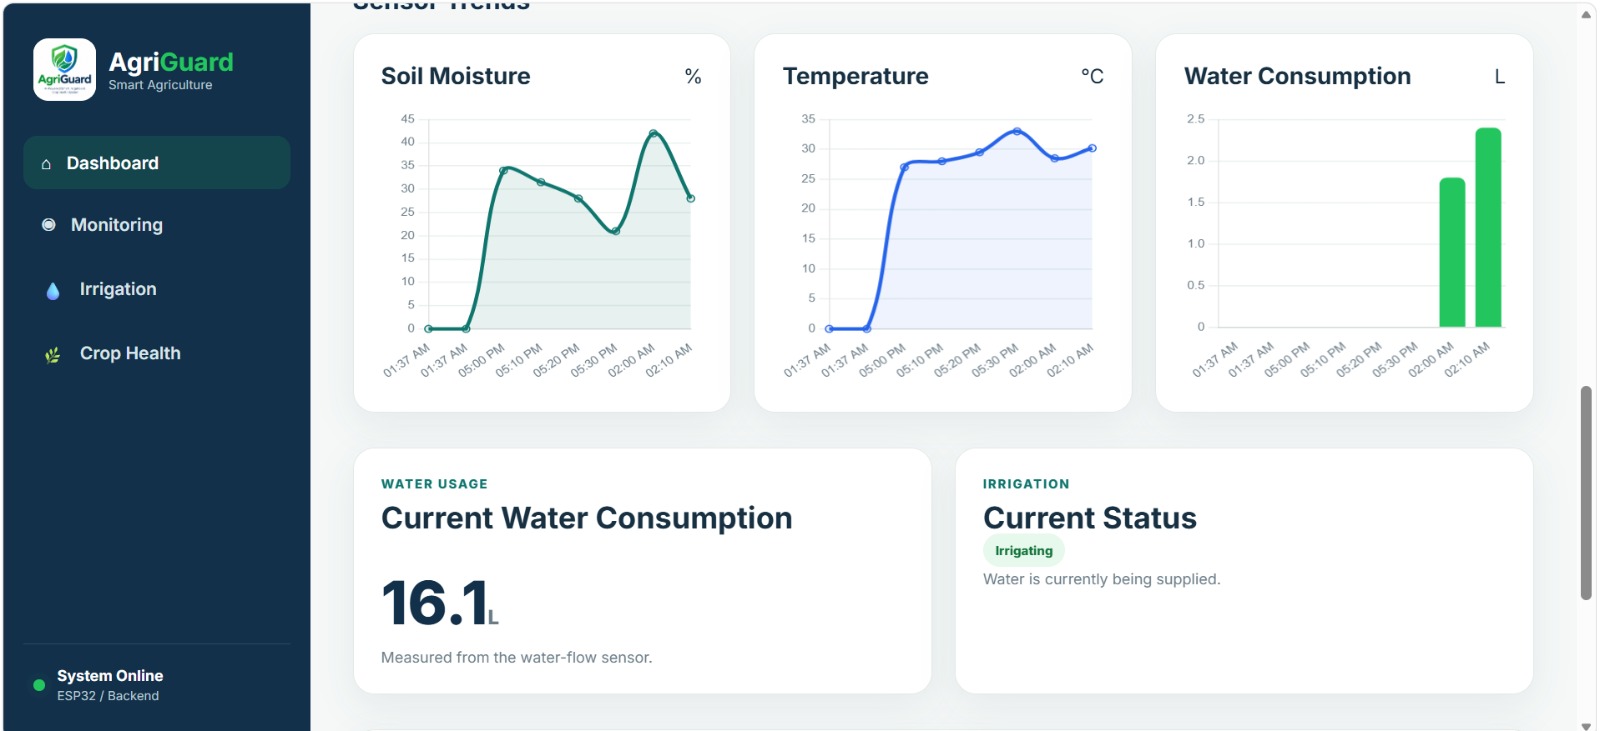 Sensor Trends
AgriGuard
AgriGuard
Smart Agriculture
Dashboard
Monitoring
Irrigation
Crop Health
System Online
ESP32 / Backend
Soil Moisture
%
45
40
35
30
25
20
15
10
5
0
01:37 AM
01:37 AM
05:00 PM
05:10 PM
05:20 PM
05:30 PM
02:00 AM
02:10 AM
Temperature
°C
35
30
25
20
15
10
5
0
01:37 AM
01:37 AM
05:00 PM
05:10 PM
05:20 PM
05:30 PM
02:00 AM
02:10 AM
Water Consumption
L
2.5
2.0
1.5
1.0
0.5
0
01:37 AM
01:37 AM
05:00 PM
05:10 PM
05:20 PM
05:30 PM
02:00 AM
02:10 AM
WATER USAGE
Current Water Consumption
16.1L
Measured from the water-flow sensor.
IRRIGATION
Current Status
Irrigating
Water is currently being supplied.